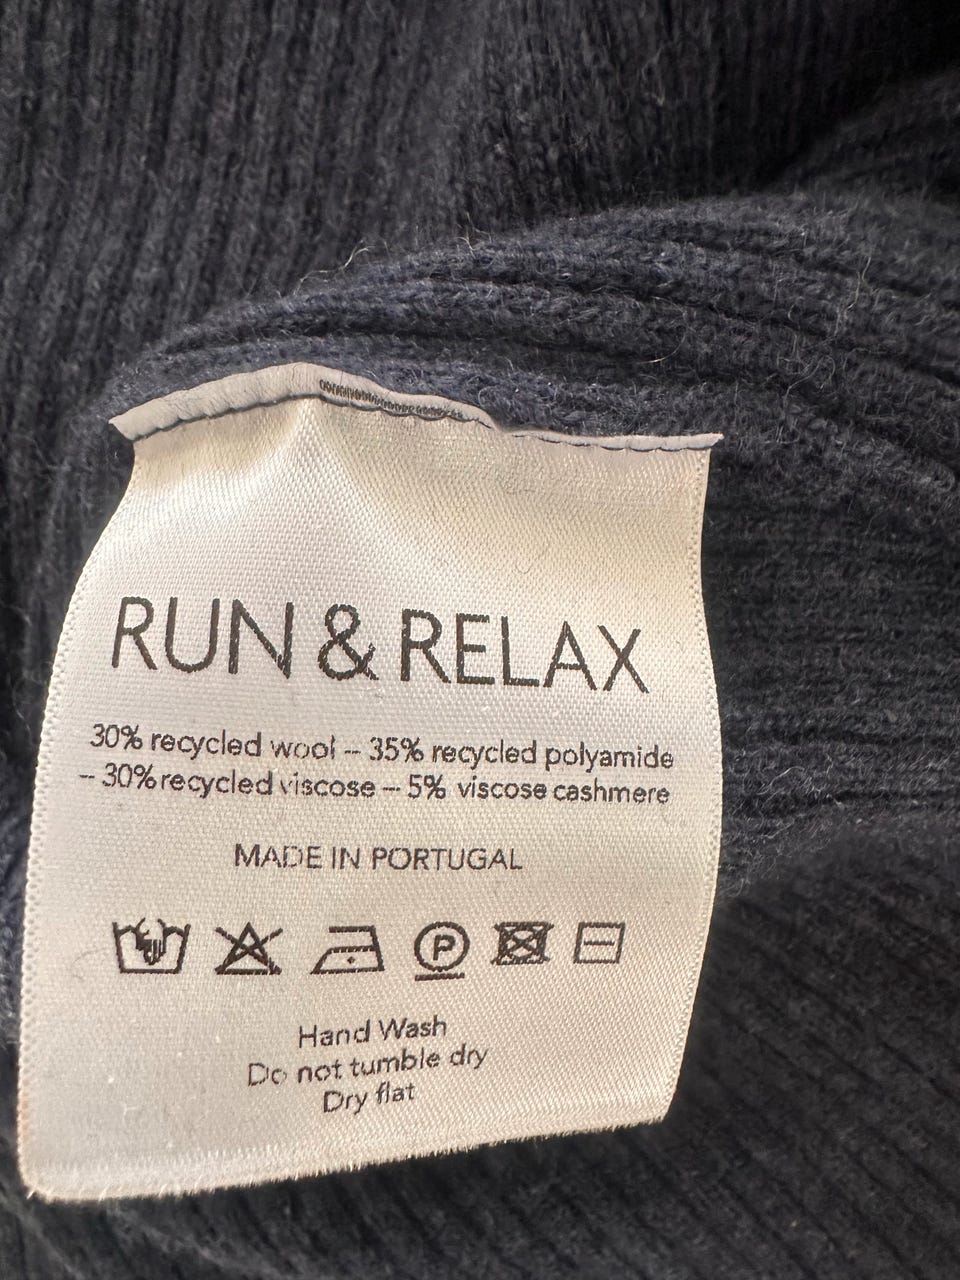 RUN & RELAX
30% recycled wool – 35% recycled polyamide
– 30% recycled viscose – 5% viscose cashmere
MADE IN PORTUGAL
P
Hand Wash
Do not tumble dry
Dry flat